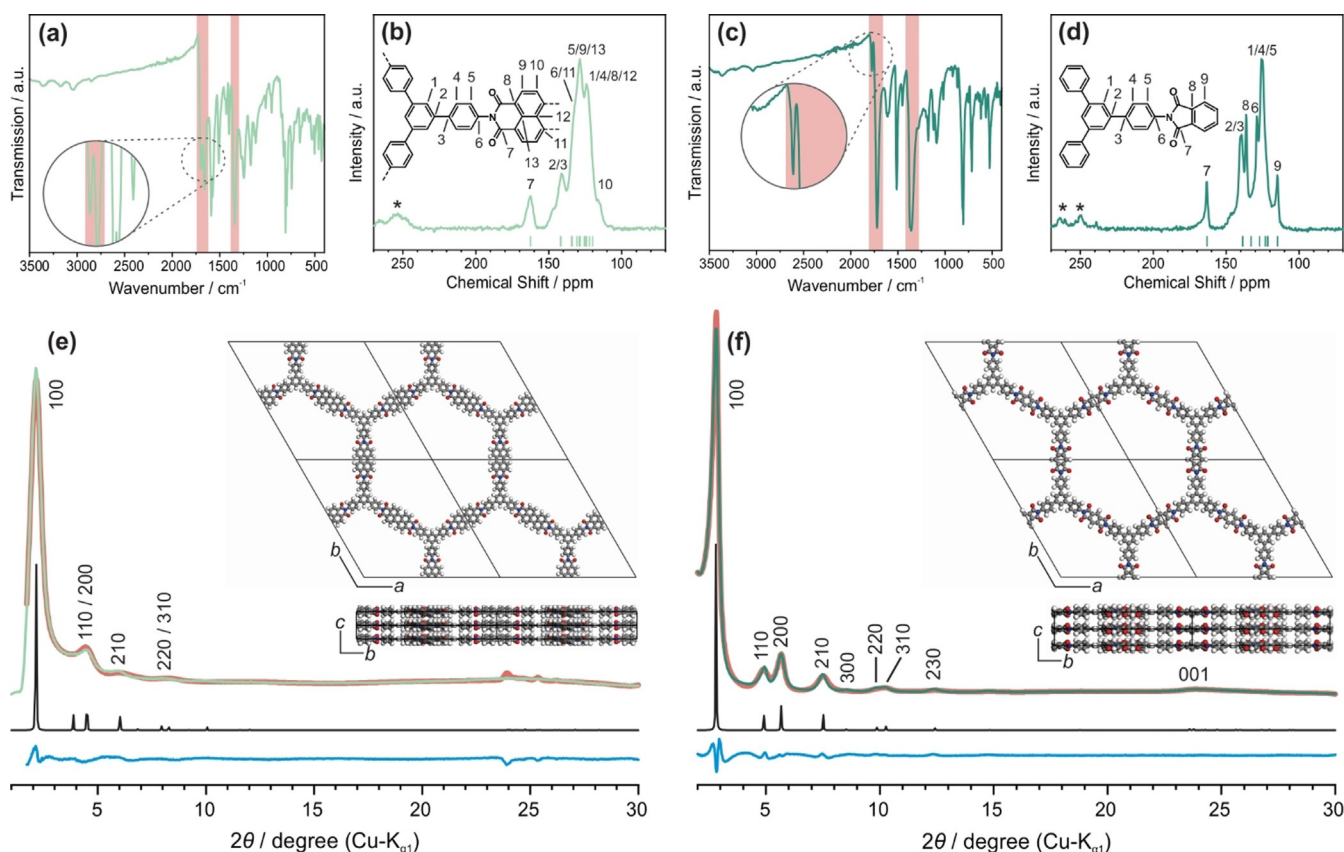 (a)
Transmission / a.u.
3500 3000 2500 2000 1500 1000 500
Wavenumber / cm⁻¹
(b)
Intensity / a.u.
5/9/13
6/11
1/4/8/12
2/3
7
10
*
1
2
3
4 5
6
7
8
9 10
11
12
13
N
O
O
250 200 150 100
Chemical Shift / ppm
(c)
Transmission / a.u.
3500 3000 2500 2000 1500 1000 500
Wavenumber / cm⁻¹
(d)
Intensity / a.u.
1/4/5
8 6
2/3
7
9
* *
1
2
3
4 5
6
7
8
9
N
O
O
250 200 150 100
Chemical Shift / ppm
(e)
100
110 / 200
210
220 / 310
b
a
c
b
5 10 15 20 25 30
2θ / degree (Cu-Kα1)
(f)
100
110
200
210
300
220
310
230
001
b
a
c
b
5 10 15 20 25 30
2θ / degree (Cu-Kα1)